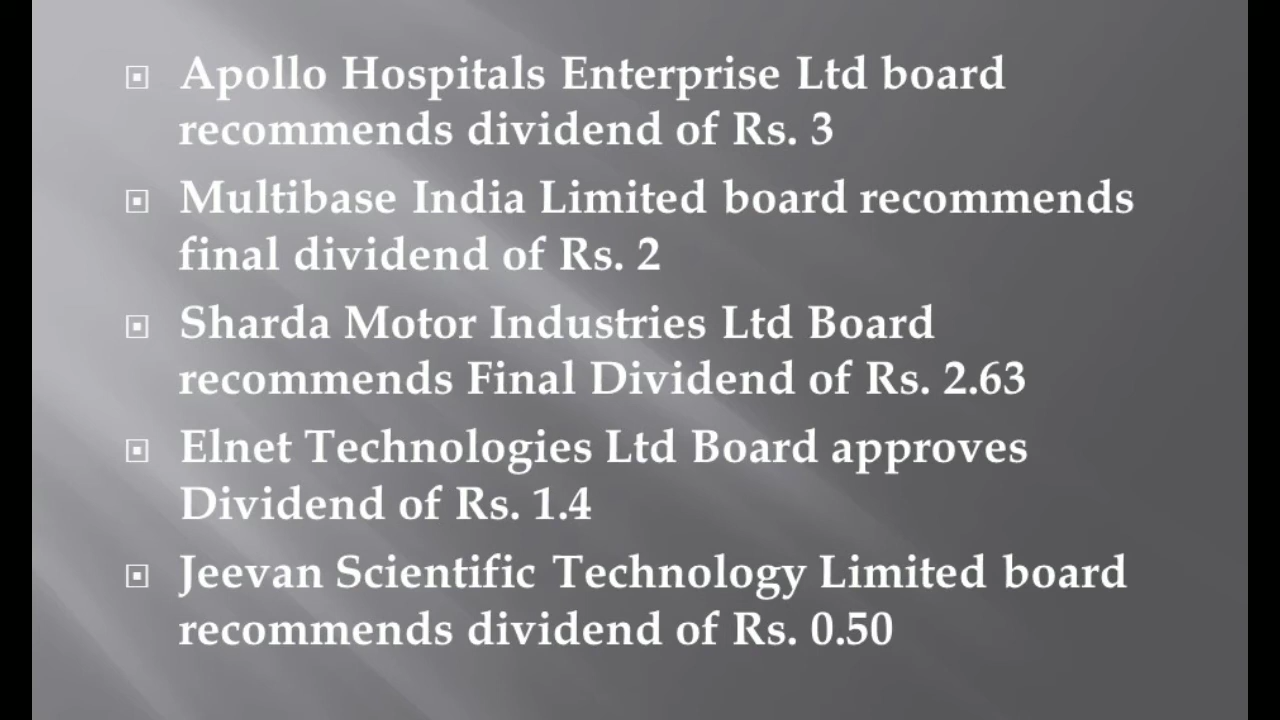 Apollo Hospitals Enterprise Ltd board
recommends dividend of Rs. 3
Multibase India Limited board recommends
final dividend of Rs. 2
Sharda Motor Industries Ltd Board
recommends Final Dividend of Rs. 2.63
Elnet Technologies Ltd Board approves
Dividend of Rs. 1.4
Jeevan Scientific Technology Limited board
recommends dividend of Rs. 0.50